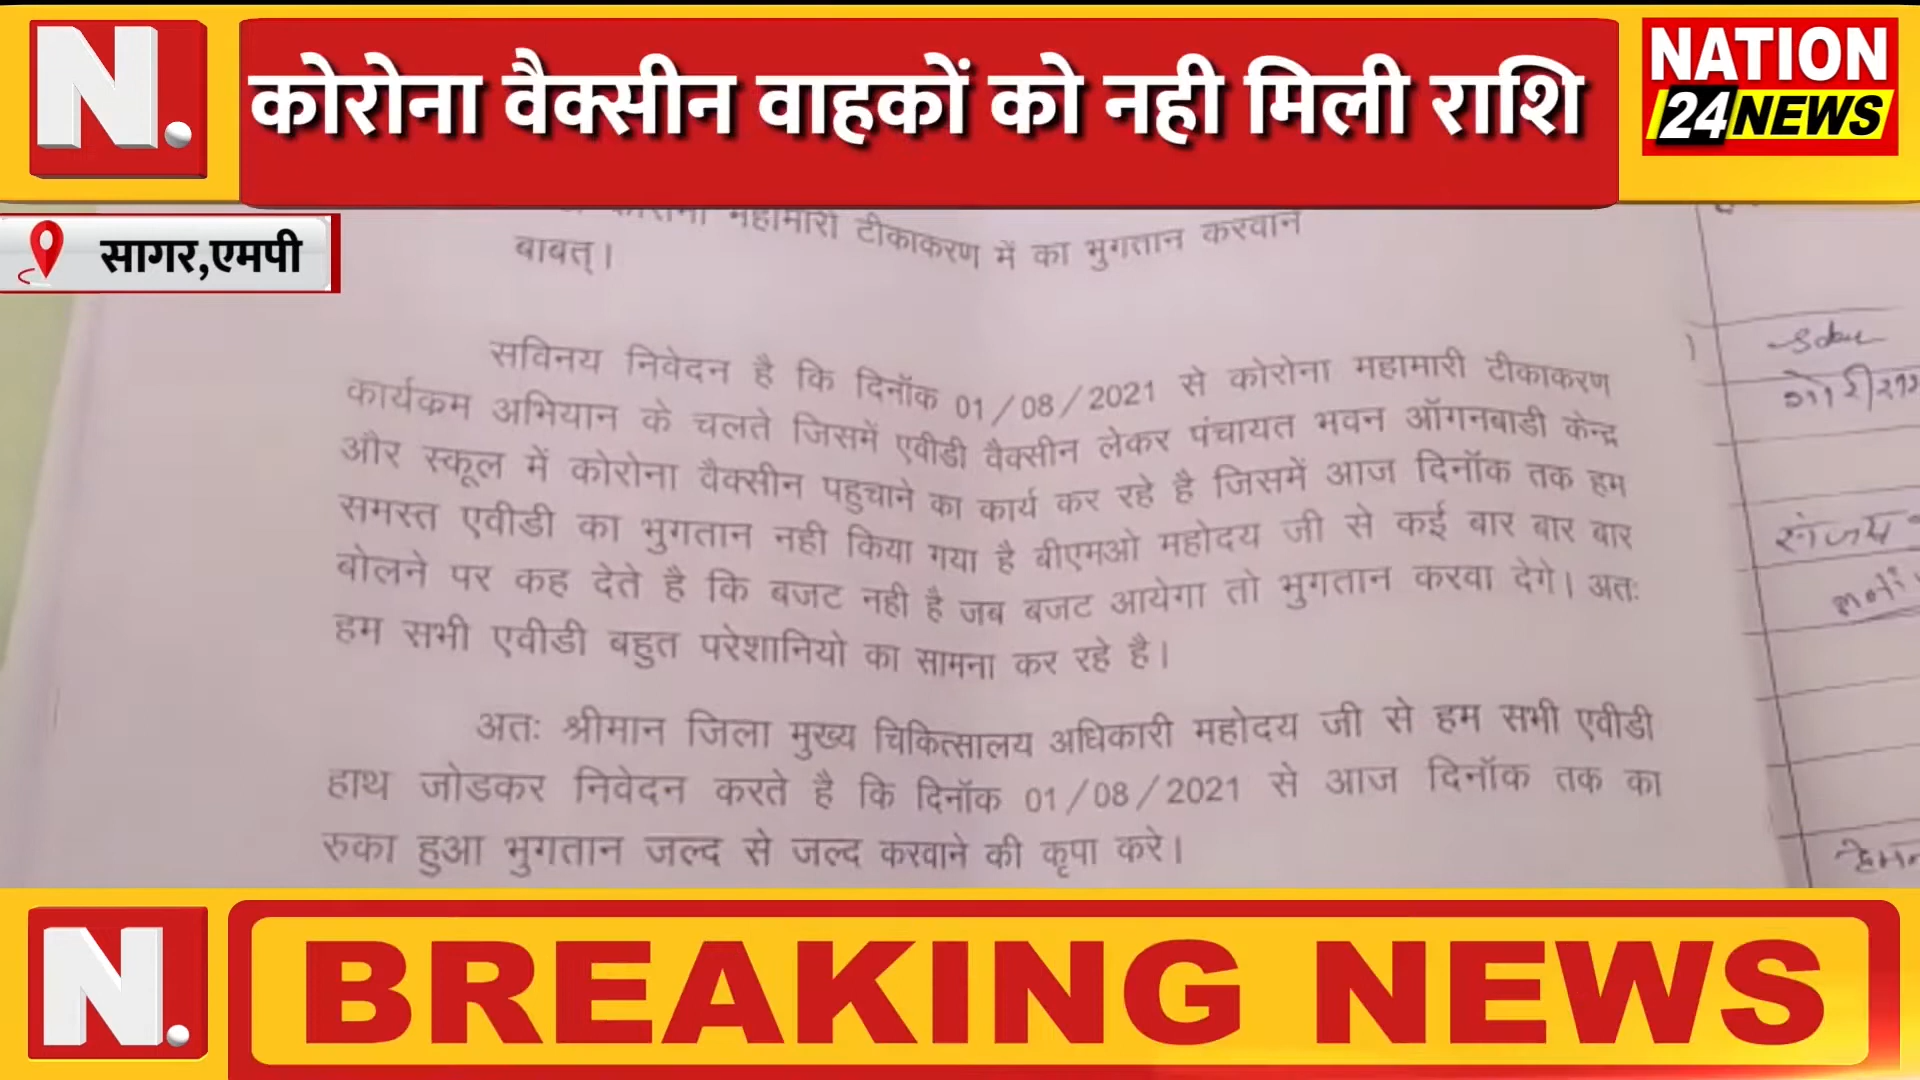 N.
कोरोना वैक्सीन वाहकों को नही मिली राशि
NATION
24 NEWS
सागर,एमपी
कोरोना महामारी टीकाकरण में का भुगतान करवाने
बाबत्।
सविनय निवेदन है कि दिनॉक 01/08/2021 से कोरोना महामारी टीकाकरण
कार्यकम अभियान के चलते जिसमें एवीडी वैक्सीन लेकर पंचायत भवन ऑगनबाडी केन्द्र
और स्कूल में कोरोना वैक्सीन पहुचाने का कार्य कर रहे है जिसमें आज दिनॉक तक हम
समस्त एवीडी का भुगतान नही किया गया है बीएमओ महोदय जी से कई बार बार बार
बोलने पर कह देते है कि बजट नही है जब बजट आयेगा तो भुगतान करवा देगे। अतः
हम सभी एवीडी बहुत परेशानियो का सामना कर रहे है।
अतः श्रीमान जिला मुख्य चिकित्सालय अधिकारी महोदय जी से हम सभी एवीडी
हाथ जोडकर निवेदन करते है कि दिनॉक 01/08/2021 से आज दिनॉक तक का
रुका हुआ भुगतान जल्द से जल्द करवाने की कृपा करे।
संजय
N.
BREAKING NEWS